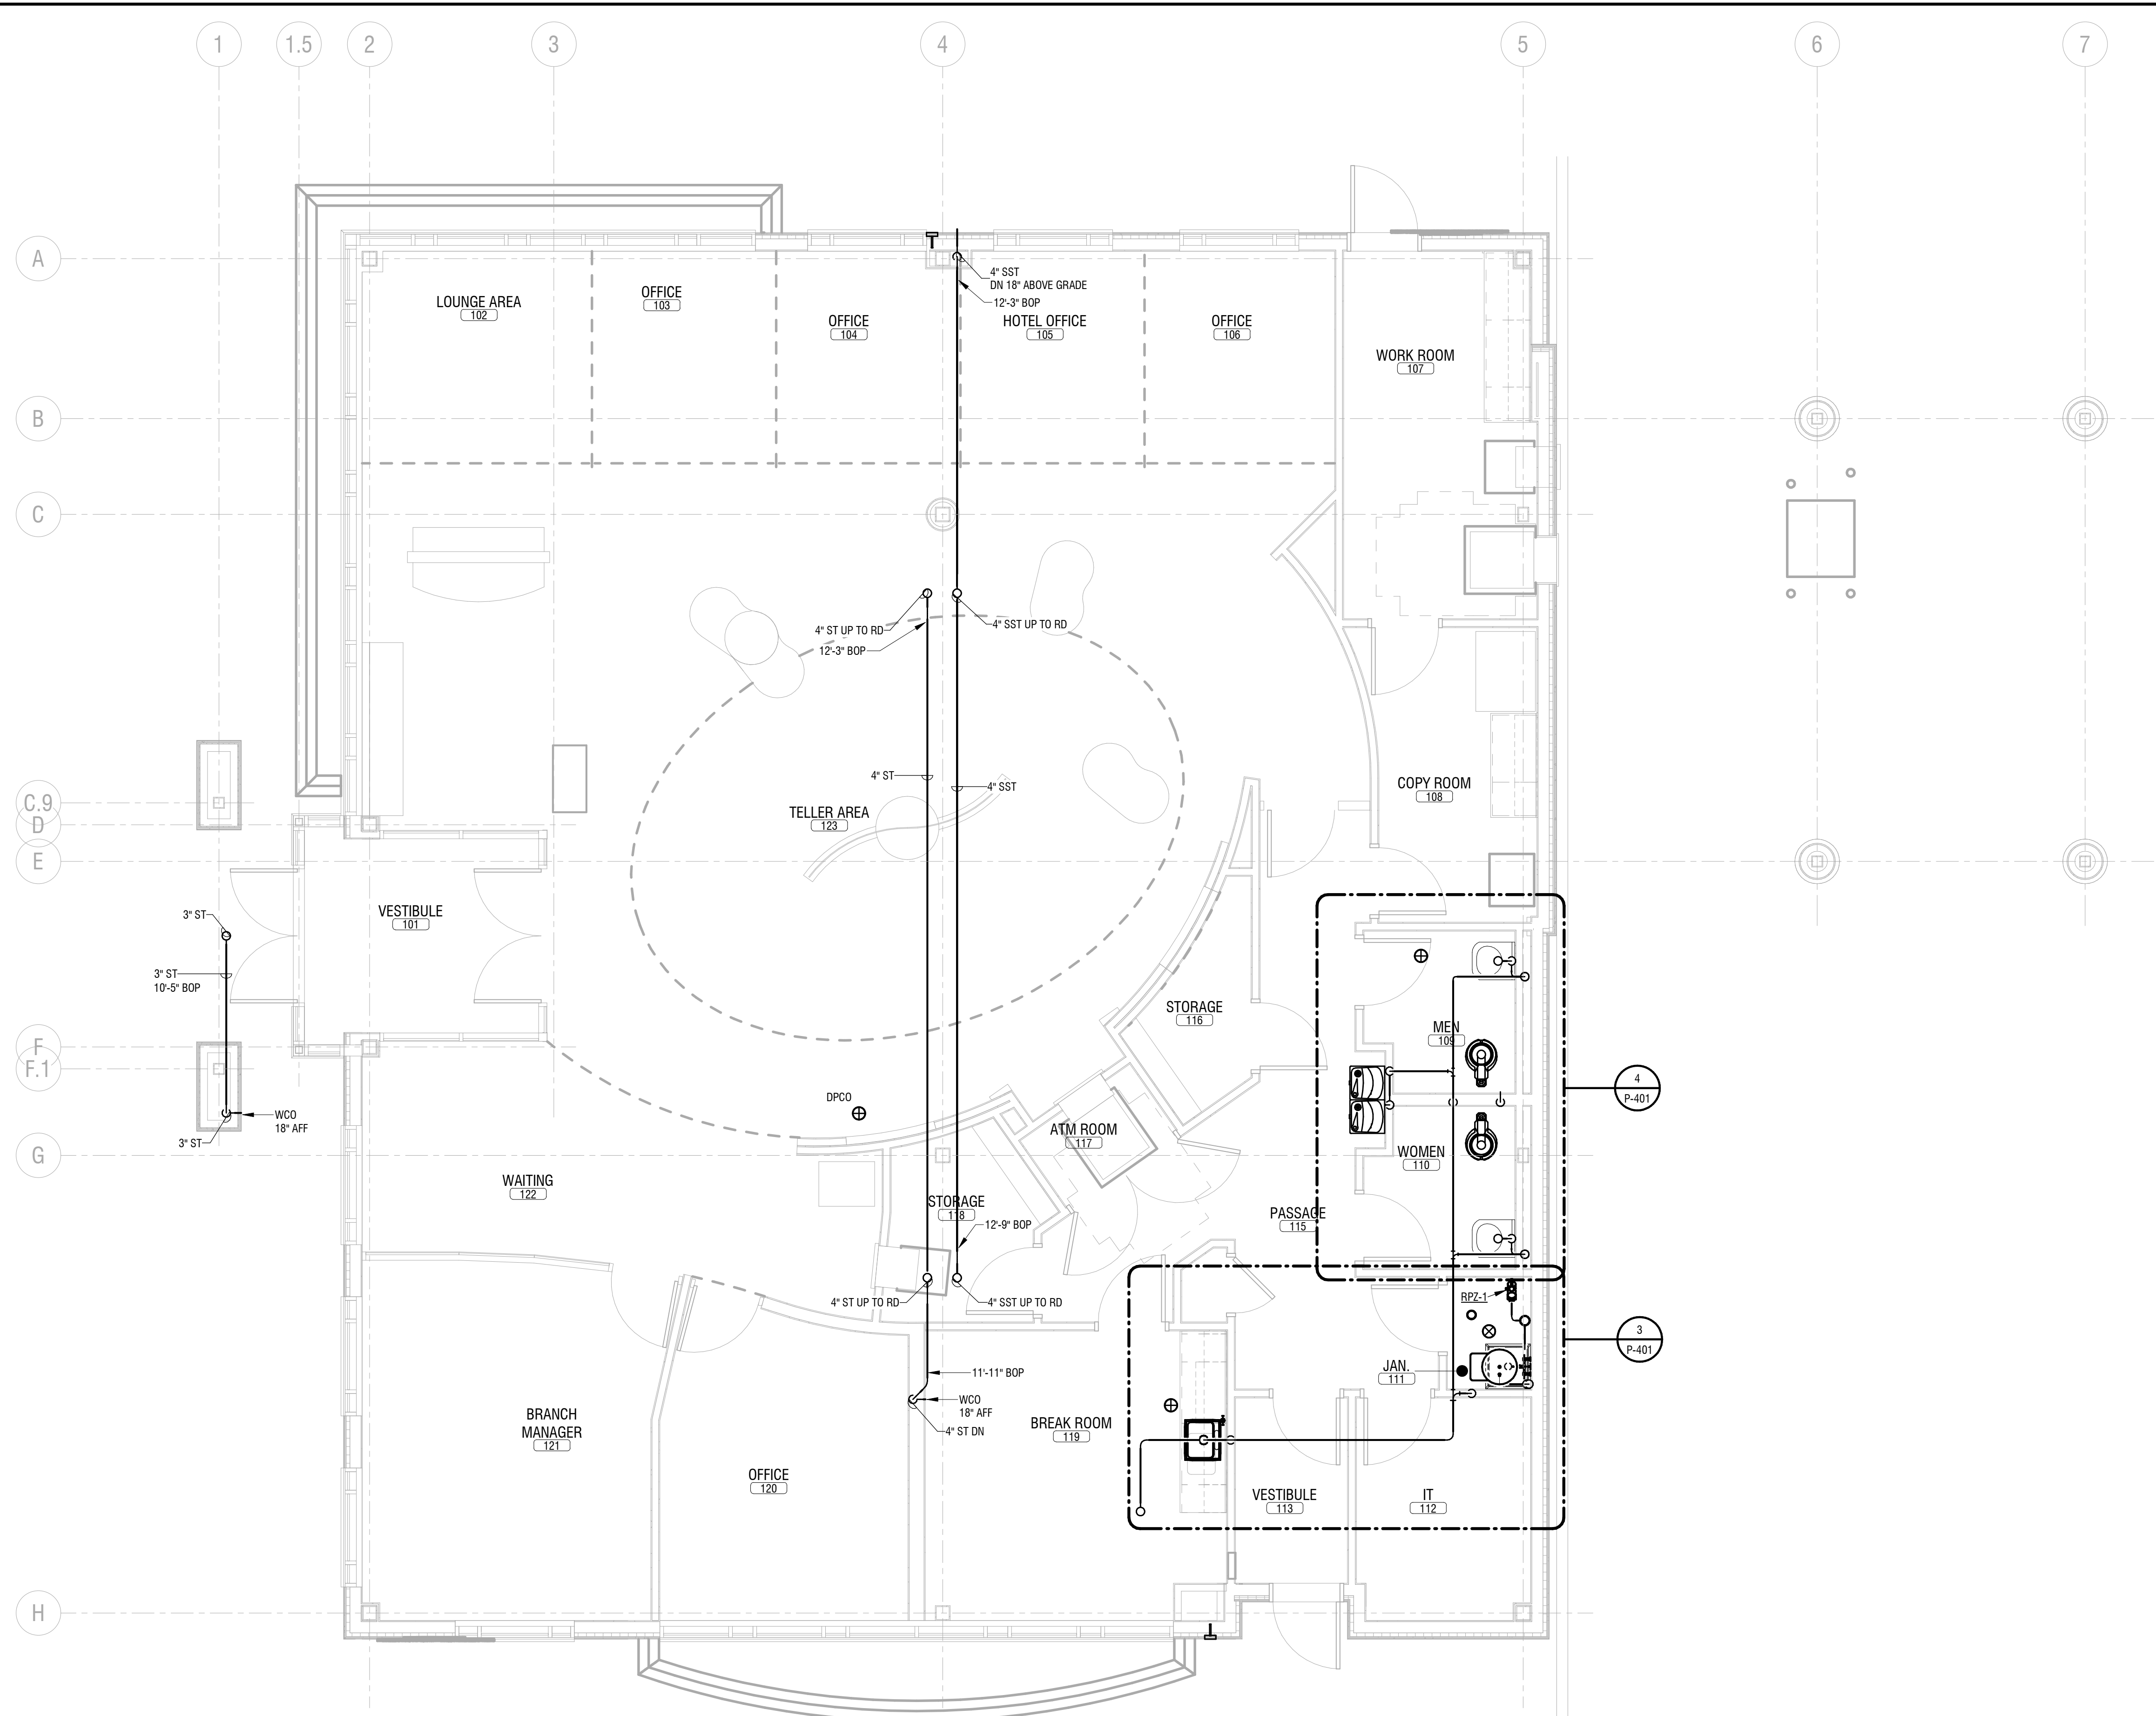 1
1.5
2
3
4
5
6
7
A
4" SST
DN 18" ABOVE GRADE
12'-3" BOP
LOUNGE AREA
102
OFFICE
103
OFFICE
104
HOTEL OFFICE
105
OFFICE
106
WORK ROOM
107
B
C
4" ST UP TO RD
12'-3" BOP
4" SST UP TO RD
4" ST
4" SST
C.9
D
TELLER AREA
123
COPY ROOM
108
E
VESTIBULE
101
3" ST
3" ST
10'-5" BOP
STORAGE
116
MEN
109
F
F.1
4
P-401
DPCO
WCO
18" AFF
3" ST
ATM ROOM
117
WOMEN
110
G
WAITING
122
STORAGE
118
12'-9" BOP
PASSAGE
115
4" ST UP TO RD
4" SST UP TO RD
RPZ-1
3
P-401
11'-11" BOP
JAN.
111
WCO
18" AFF
4" ST DN
BRANCH
MANAGER
121
BREAK ROOM
119
OFFICE
120
VESTIBULE
113
IT
112
H